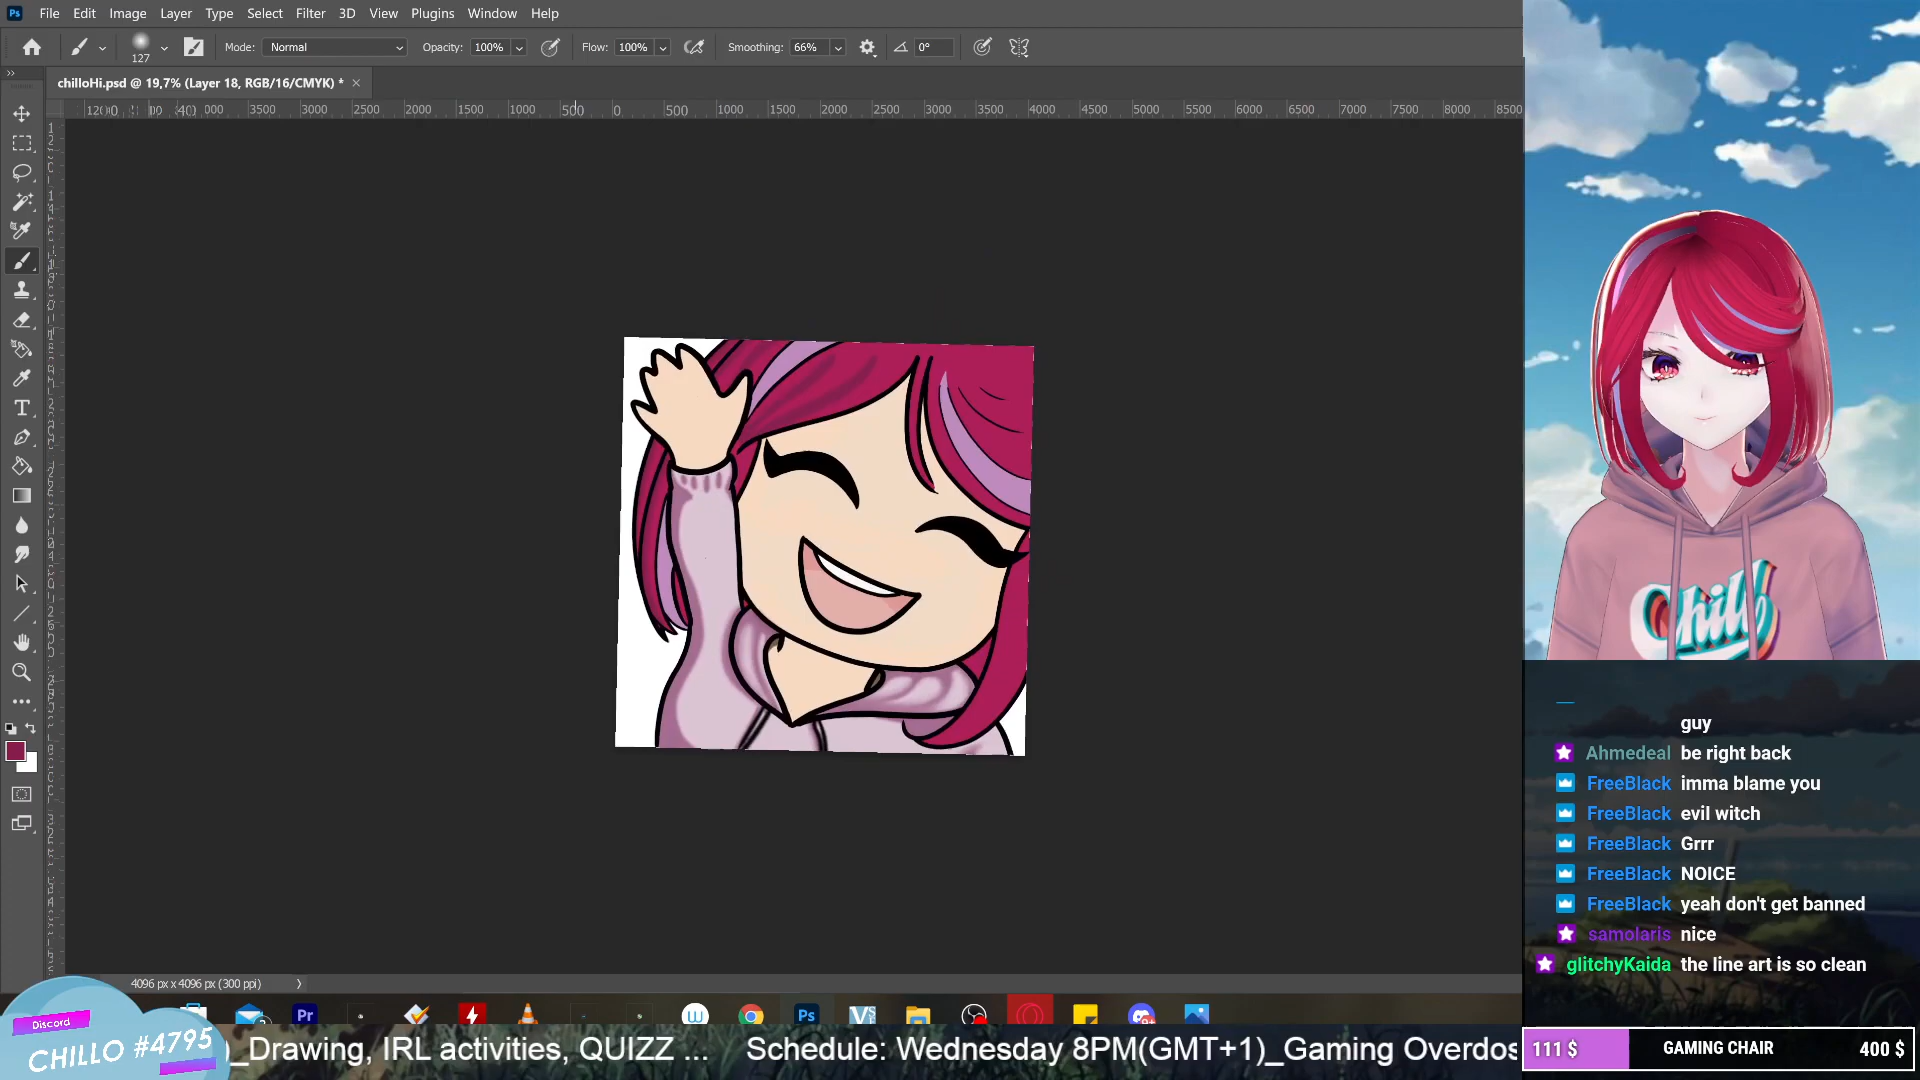 File Edit Image Layer Type Select Filter 3D View Plugins Window Help
127 Mode: Normal Opacity: 100% Flow: 100% Smoothing: 66% 0°
chilloHi.psd @ 19,7% (Layer 18, RGB/16/CMYK) *
3500 3000 2500 2000 1500 1000 500 0 500 1000 1500 2000 2500 3000 3500 4000 4500 5000 5500 6000 6500 7000 7500 8000 8500
Chill
guy
Ahmedeal be right back
FreeBlack imma blame you
FreeBlack evil witch
FreeBlack Grrr
FreeBlack NOICE
FreeBlack yeah don't get banned
samolaris nice
glitchyKaida the line art is so clean
4096 px x 4096 px (300 ppi)
Discord
CHILLO #4795
_Drawing, IRL activities, QUIZZ ... Schedule: Wednesday 8PM(GMT+1)_Gaming Overdos
111 $ GAMING CHAIR 400 $